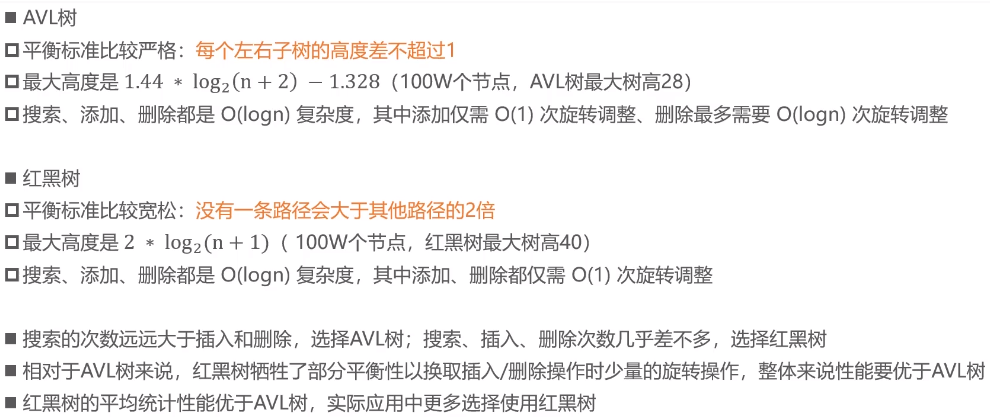 ■ AVL树
□ 平衡标准比较严格：每个左右子树的高度差不超过1
□ 最大高度是 1.44 ∗ log₂(n + 2) − 1.328（100W个节点，AVL树最大树高28）
□ 搜索、添加、删除都是 O(logn) 复杂度，其中添加仅需 O(1) 次旋转调整、删除最多需要 O(logn) 次旋转调整
■ 红黑树
□ 平衡标准比较宽松：没有一条路径会大于其他路径的2倍
□ 最大高度是 2 ∗ log₂(n + 1)（ 100W个节点，红黑树最大树高40）
□ 搜索、添加、删除都是 O(logn) 复杂度，其中添加、删除都仅需 O(1) 次旋转调整
■ 搜索的次数远远大于插入和删除，选择AVL树；搜索、插入、删除次数几乎差不多，选择红黑树
■ 相对于AVL树来说，红黑树牺牲了部分平衡性以换取插入/删除操作时少量的旋转操作，整体来说性能要优于AVL树
■ 红黑树的平均统计性能优于AVL树，实际应用中更多选择使用红黑树